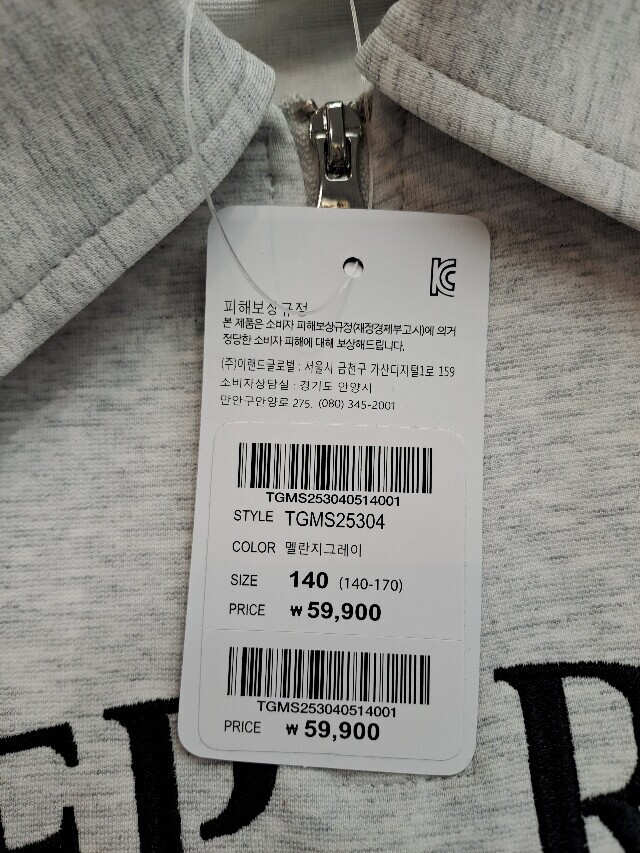 KC
피해보상규정
본 제품은 소비자 피해보상규정(재정경제부고시)에 의거
정당한 소비자 피해에 대해 보상해드립니다.
(주)이랜드글로벌 : 서울시 금천구 가산디지털1로 159
소비자상담실 : 경기도 안양시
만안구안양로 275. (080) 345-2001
TGMS253040514001
STYLE TGMS25304
COLOR 멜란지그레이
SIZE 140 (140-170)
PRICE ₩59,900
TGMS253040514001
PRICE ₩59,900